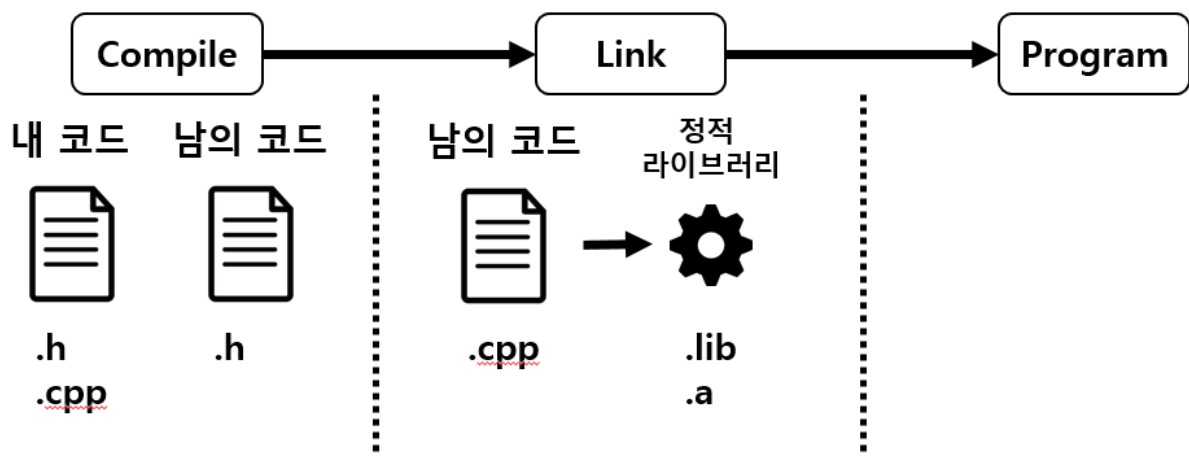 Compile
Link
Program
내 코드
남의 코드
남의 코드
정적
라이브러리
.h
.cpp
.h
.cpp
.lib
.a